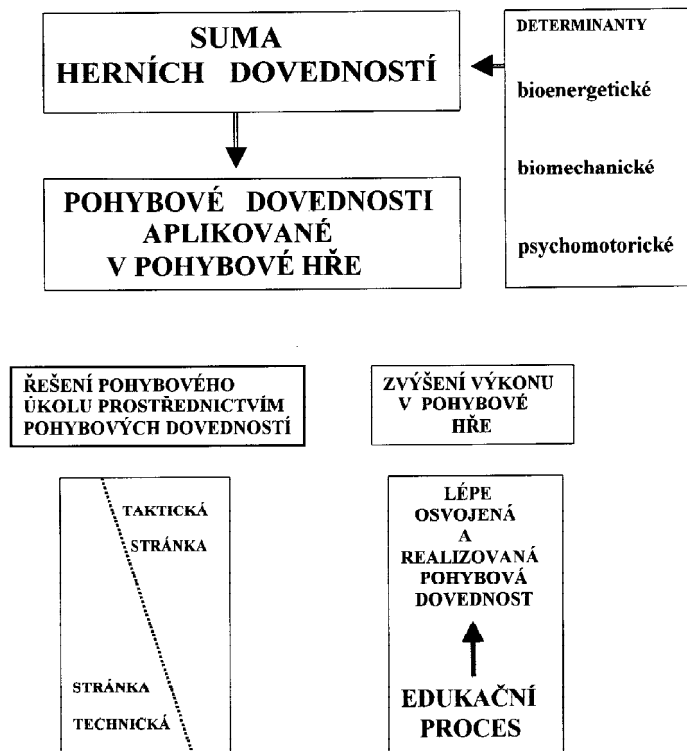 SUMA
HERNÍCH DOVEDNOSTÍ
DETERMINANTY
bioenergetické
biomechanické
psychomotorické
POHYBOVÉ DOVEDNOSTI
APLIKOVANÉ
V POHYBOVÉ HŘE
ŘEŠENÍ POHYBOVÉHO
ÚKOLU PROSTŘEDNICTVÍM
POHYBOVÝCH DOVEDNOSTÍ
ZVÝŠENÍ VÝKONU
V POHYBOVÉ
HŘE
TAKTICKÁ
STRÁNKA
STRÁNKA
TECHNICKÁ
LÉPE
OSVOJENÁ
A
REALIZOVANÁ
POHYBOVÁ
DOVEDNOST
EDUKAČNÍ
PROCES